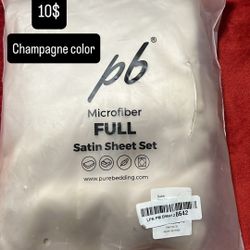 10$
Champagne color
pb®
Microfiber
FULL
Satin Sheet Set
www.purebedding.com